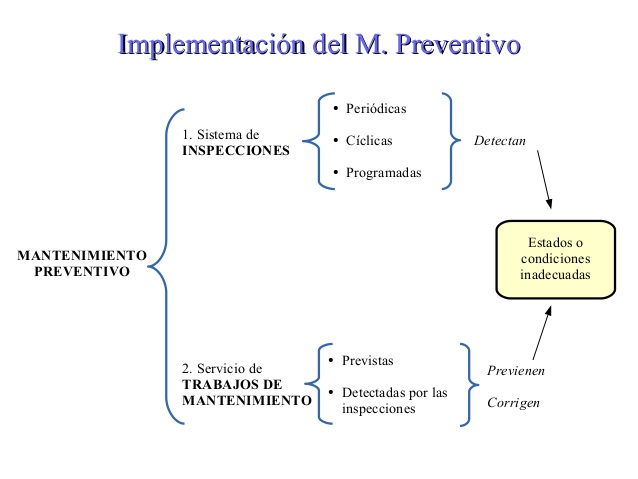 Implementación del M. Preventivo
MANTENIMIENTO
PREVENTIVO
1. Sistema de
INSPECCIONES
• Periódicas
• Cíclicas
• Programadas
Detectan
Estados o
condiciones
inadecuadas
2. Servicio de
TRABAJOS DE
MANTENIMIENTO
• Previstas
• Detectadas por las
inspecciones
Previenen
Corrigen